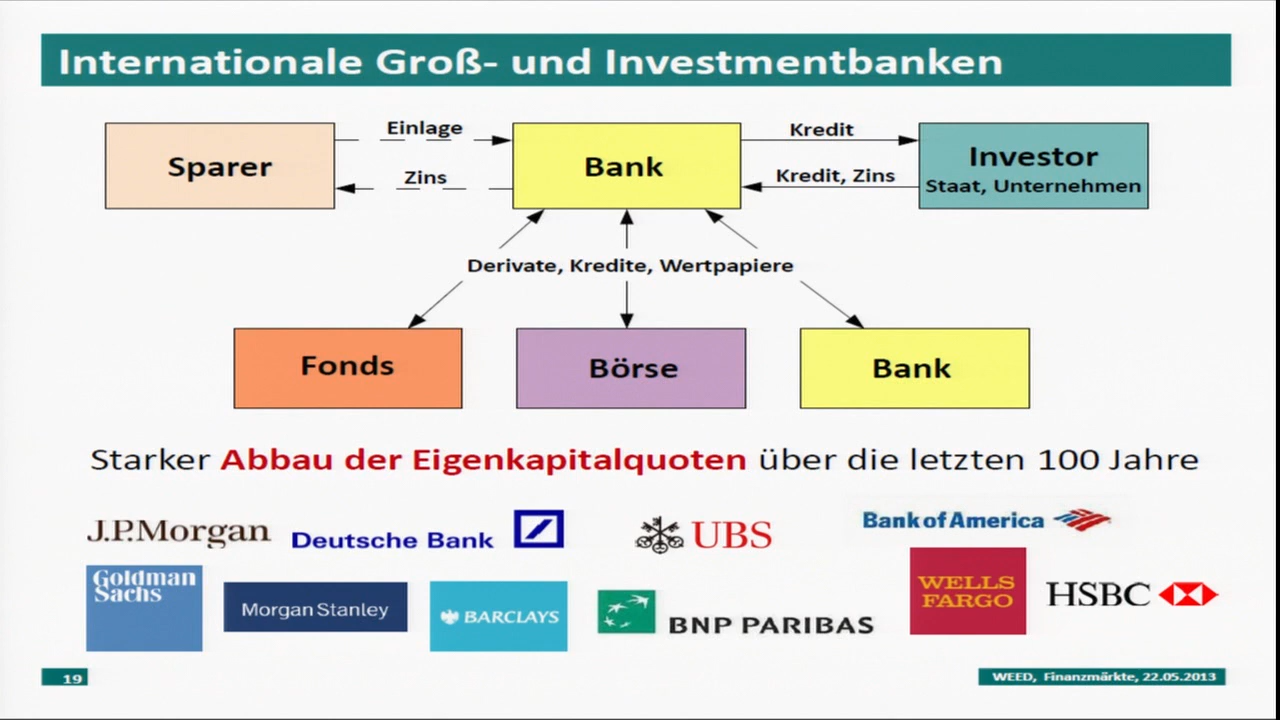 Internationale Groß- und Investmentbanken
Einlage
Kredit
Sparer
Bank
Investor
Staat, Unternehmen
Zins
Kredit, Zins
Derivate, Kredite, Wertpapiere
Fonds
Börse
Bank
Starker Abbau der Eigenkapitalquoten über die letzten 100 Jahre
J.P.Morgan
Deutsche Bank
UBS
Bank of America
Goldman
Sachs
Morgan Stanley
BARCLAYS
BNP PARIBAS
WELLS
FARGO
HSBC
19
WEED, Finanzmärkte, 22.05.2013